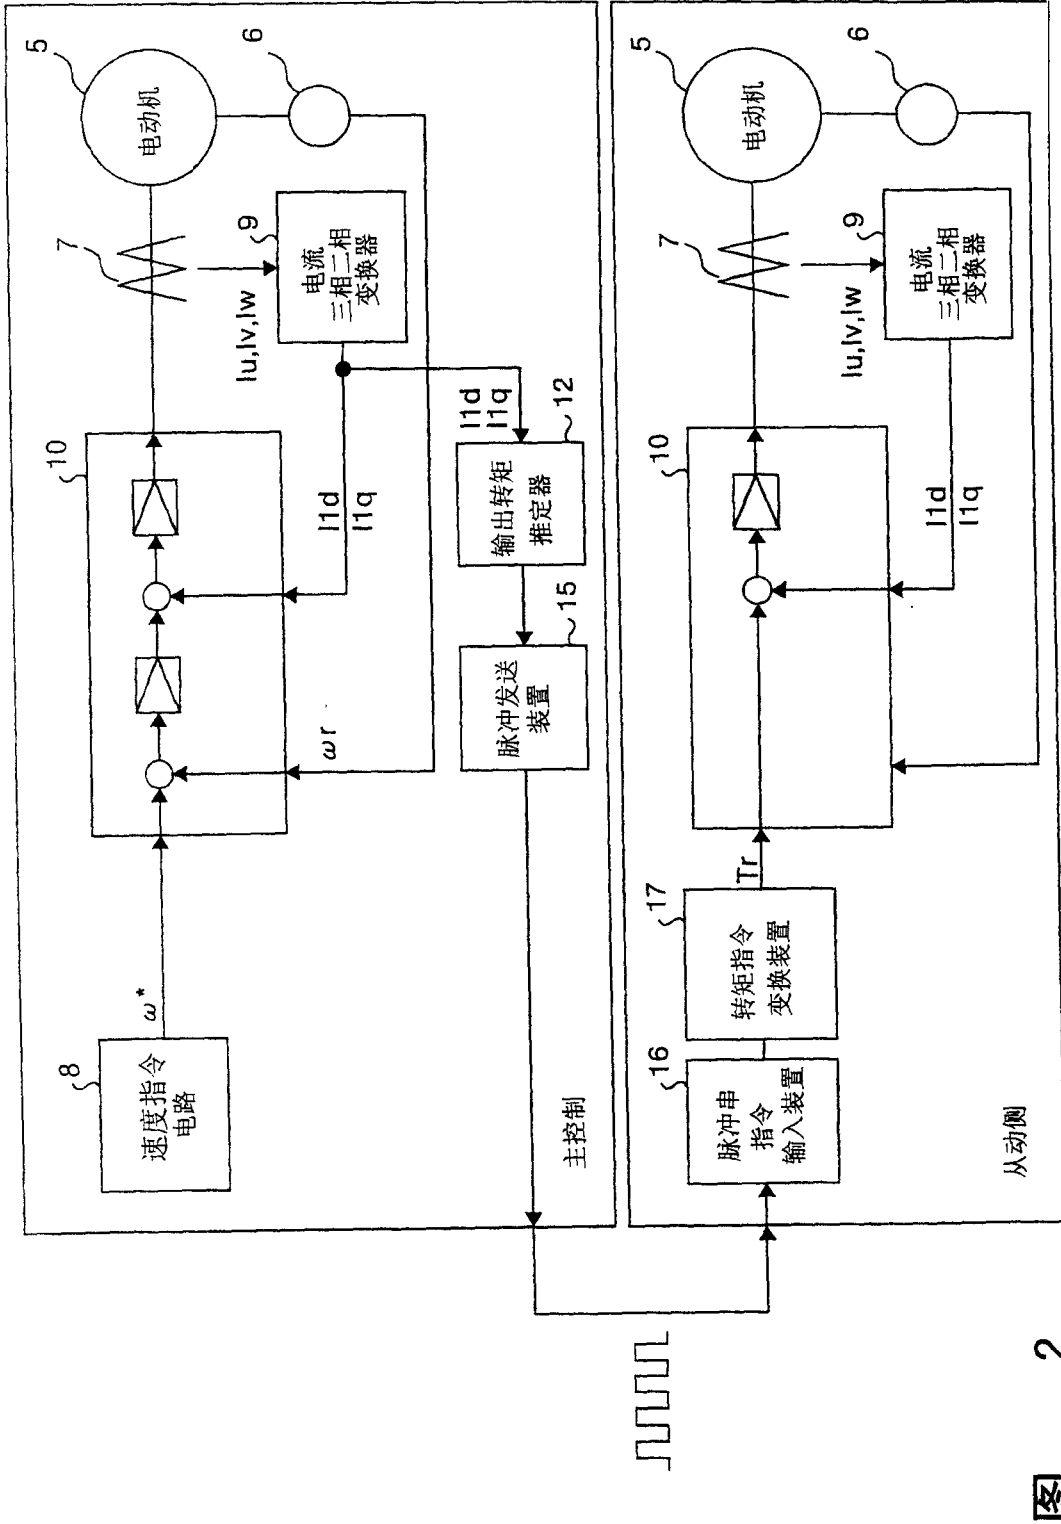 8
速度指令
电路
ω*
10
ωr
I1d
I1q
7
Iu,Iv,Iw
9
电流
三相二相
变换器
5
电动机
6
I1d
I1q
12
输出转矩
推定器
15
脉冲发送
装置
主控制
16
脉冲串
指令
输入装置
17
转矩指令
变换装置
Tr
10
I1d
I1q
7
Iu,Iv,Iw
9
电流
三相二相
变换器
5
电动机
6
从动侧
图 2